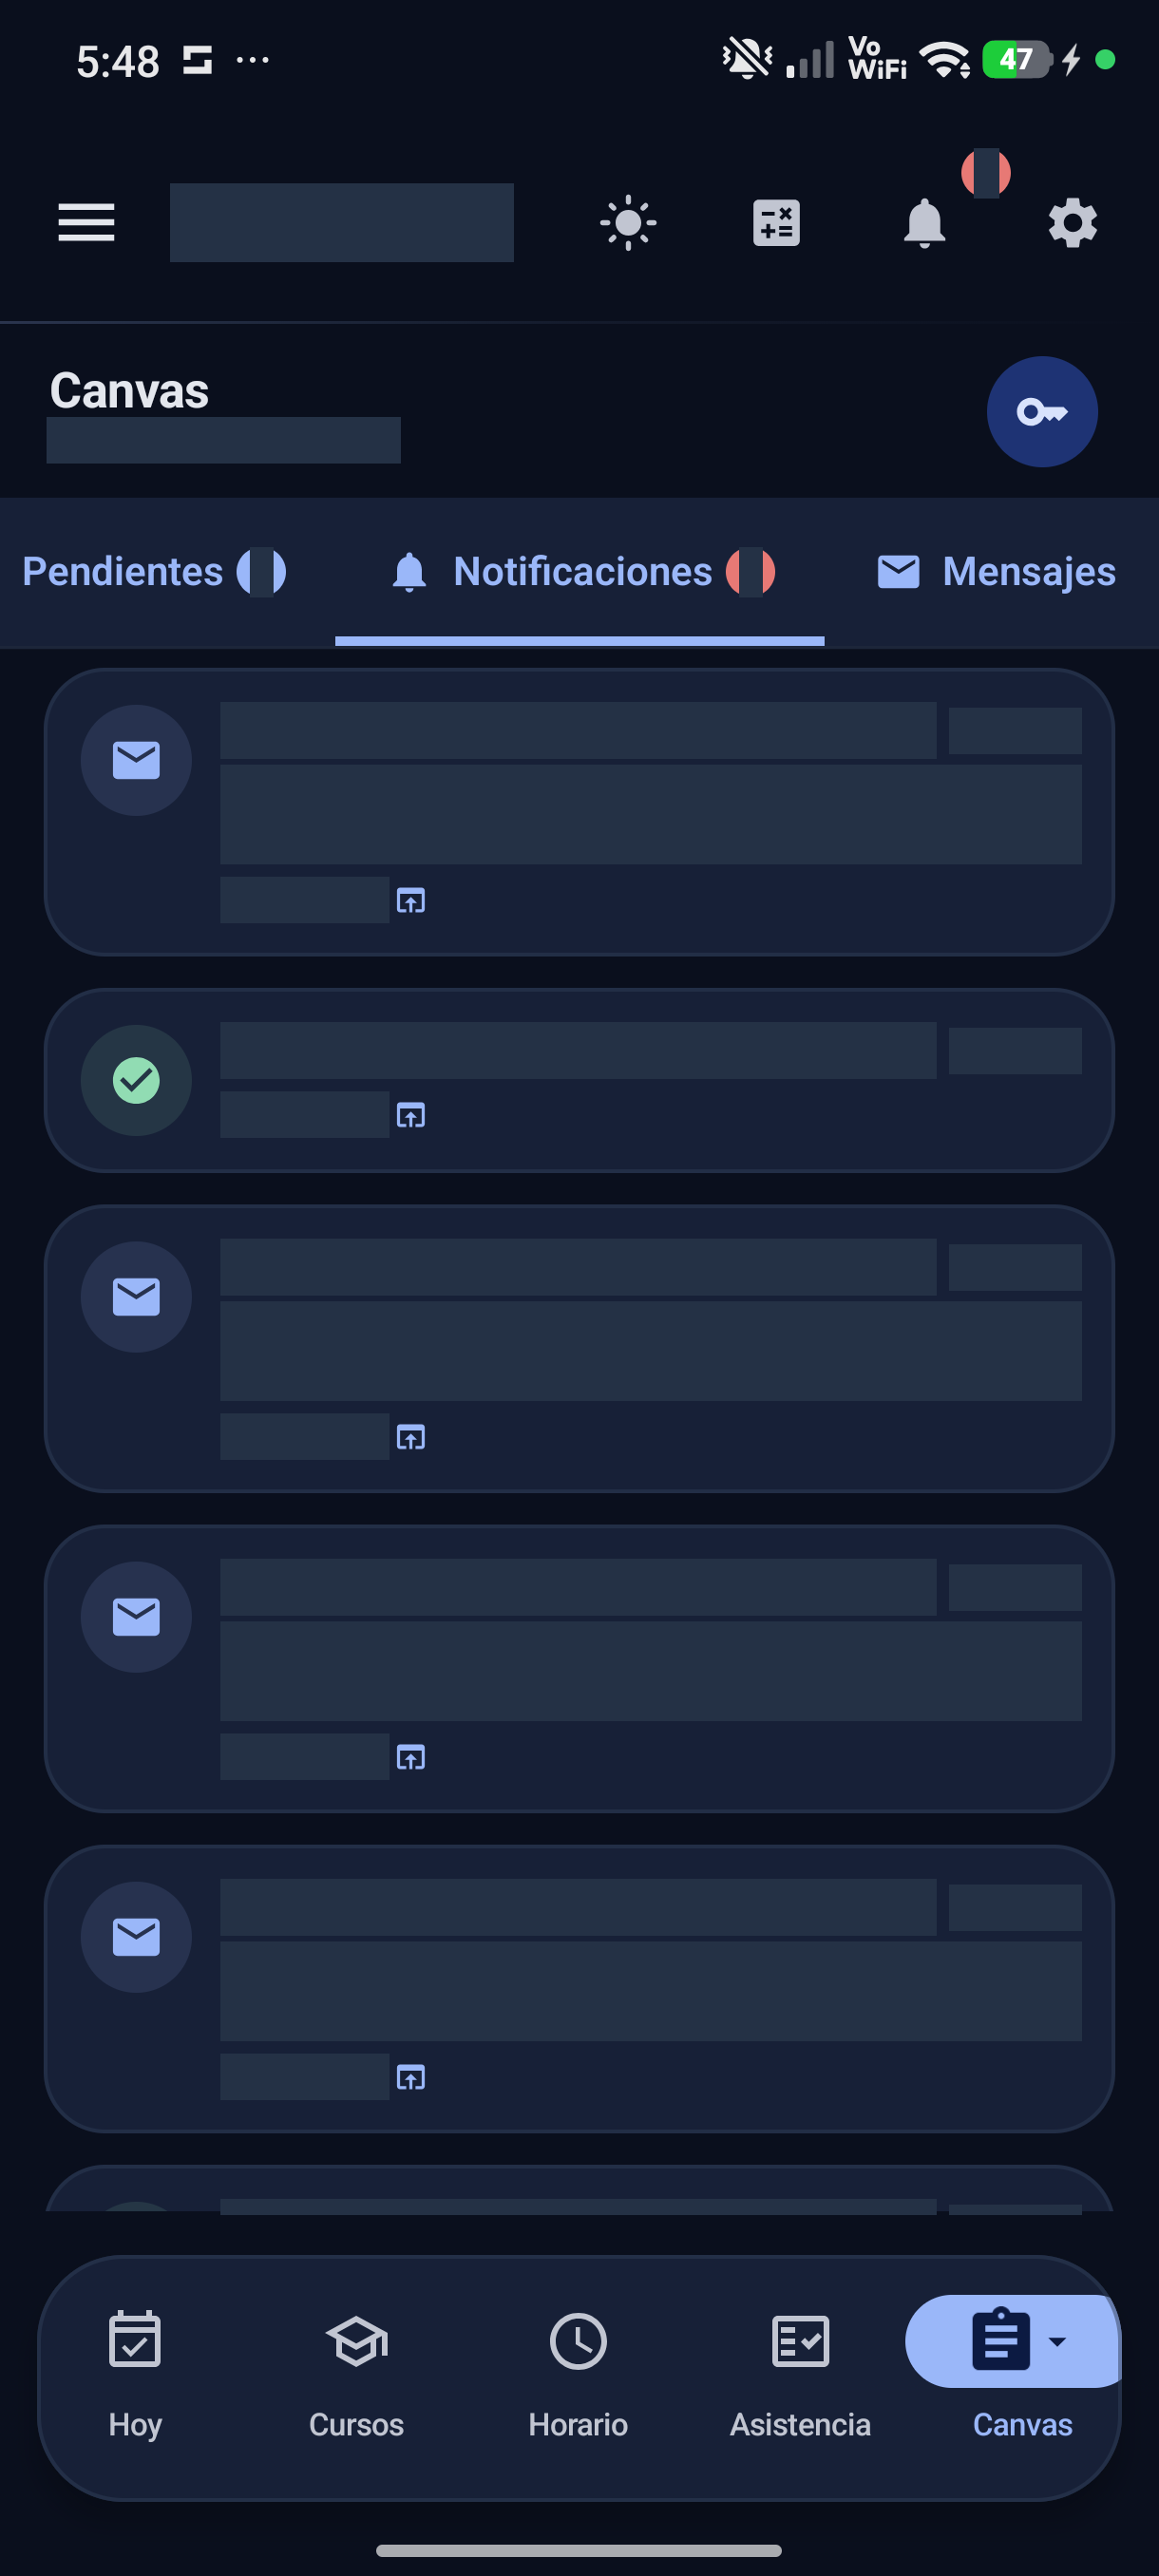 5:48
Vo
WiFi
47
Canvas
Pendientes
Notificaciones
Mensajes
Hoy
Cursos
Horario
Asistencia
Canvas